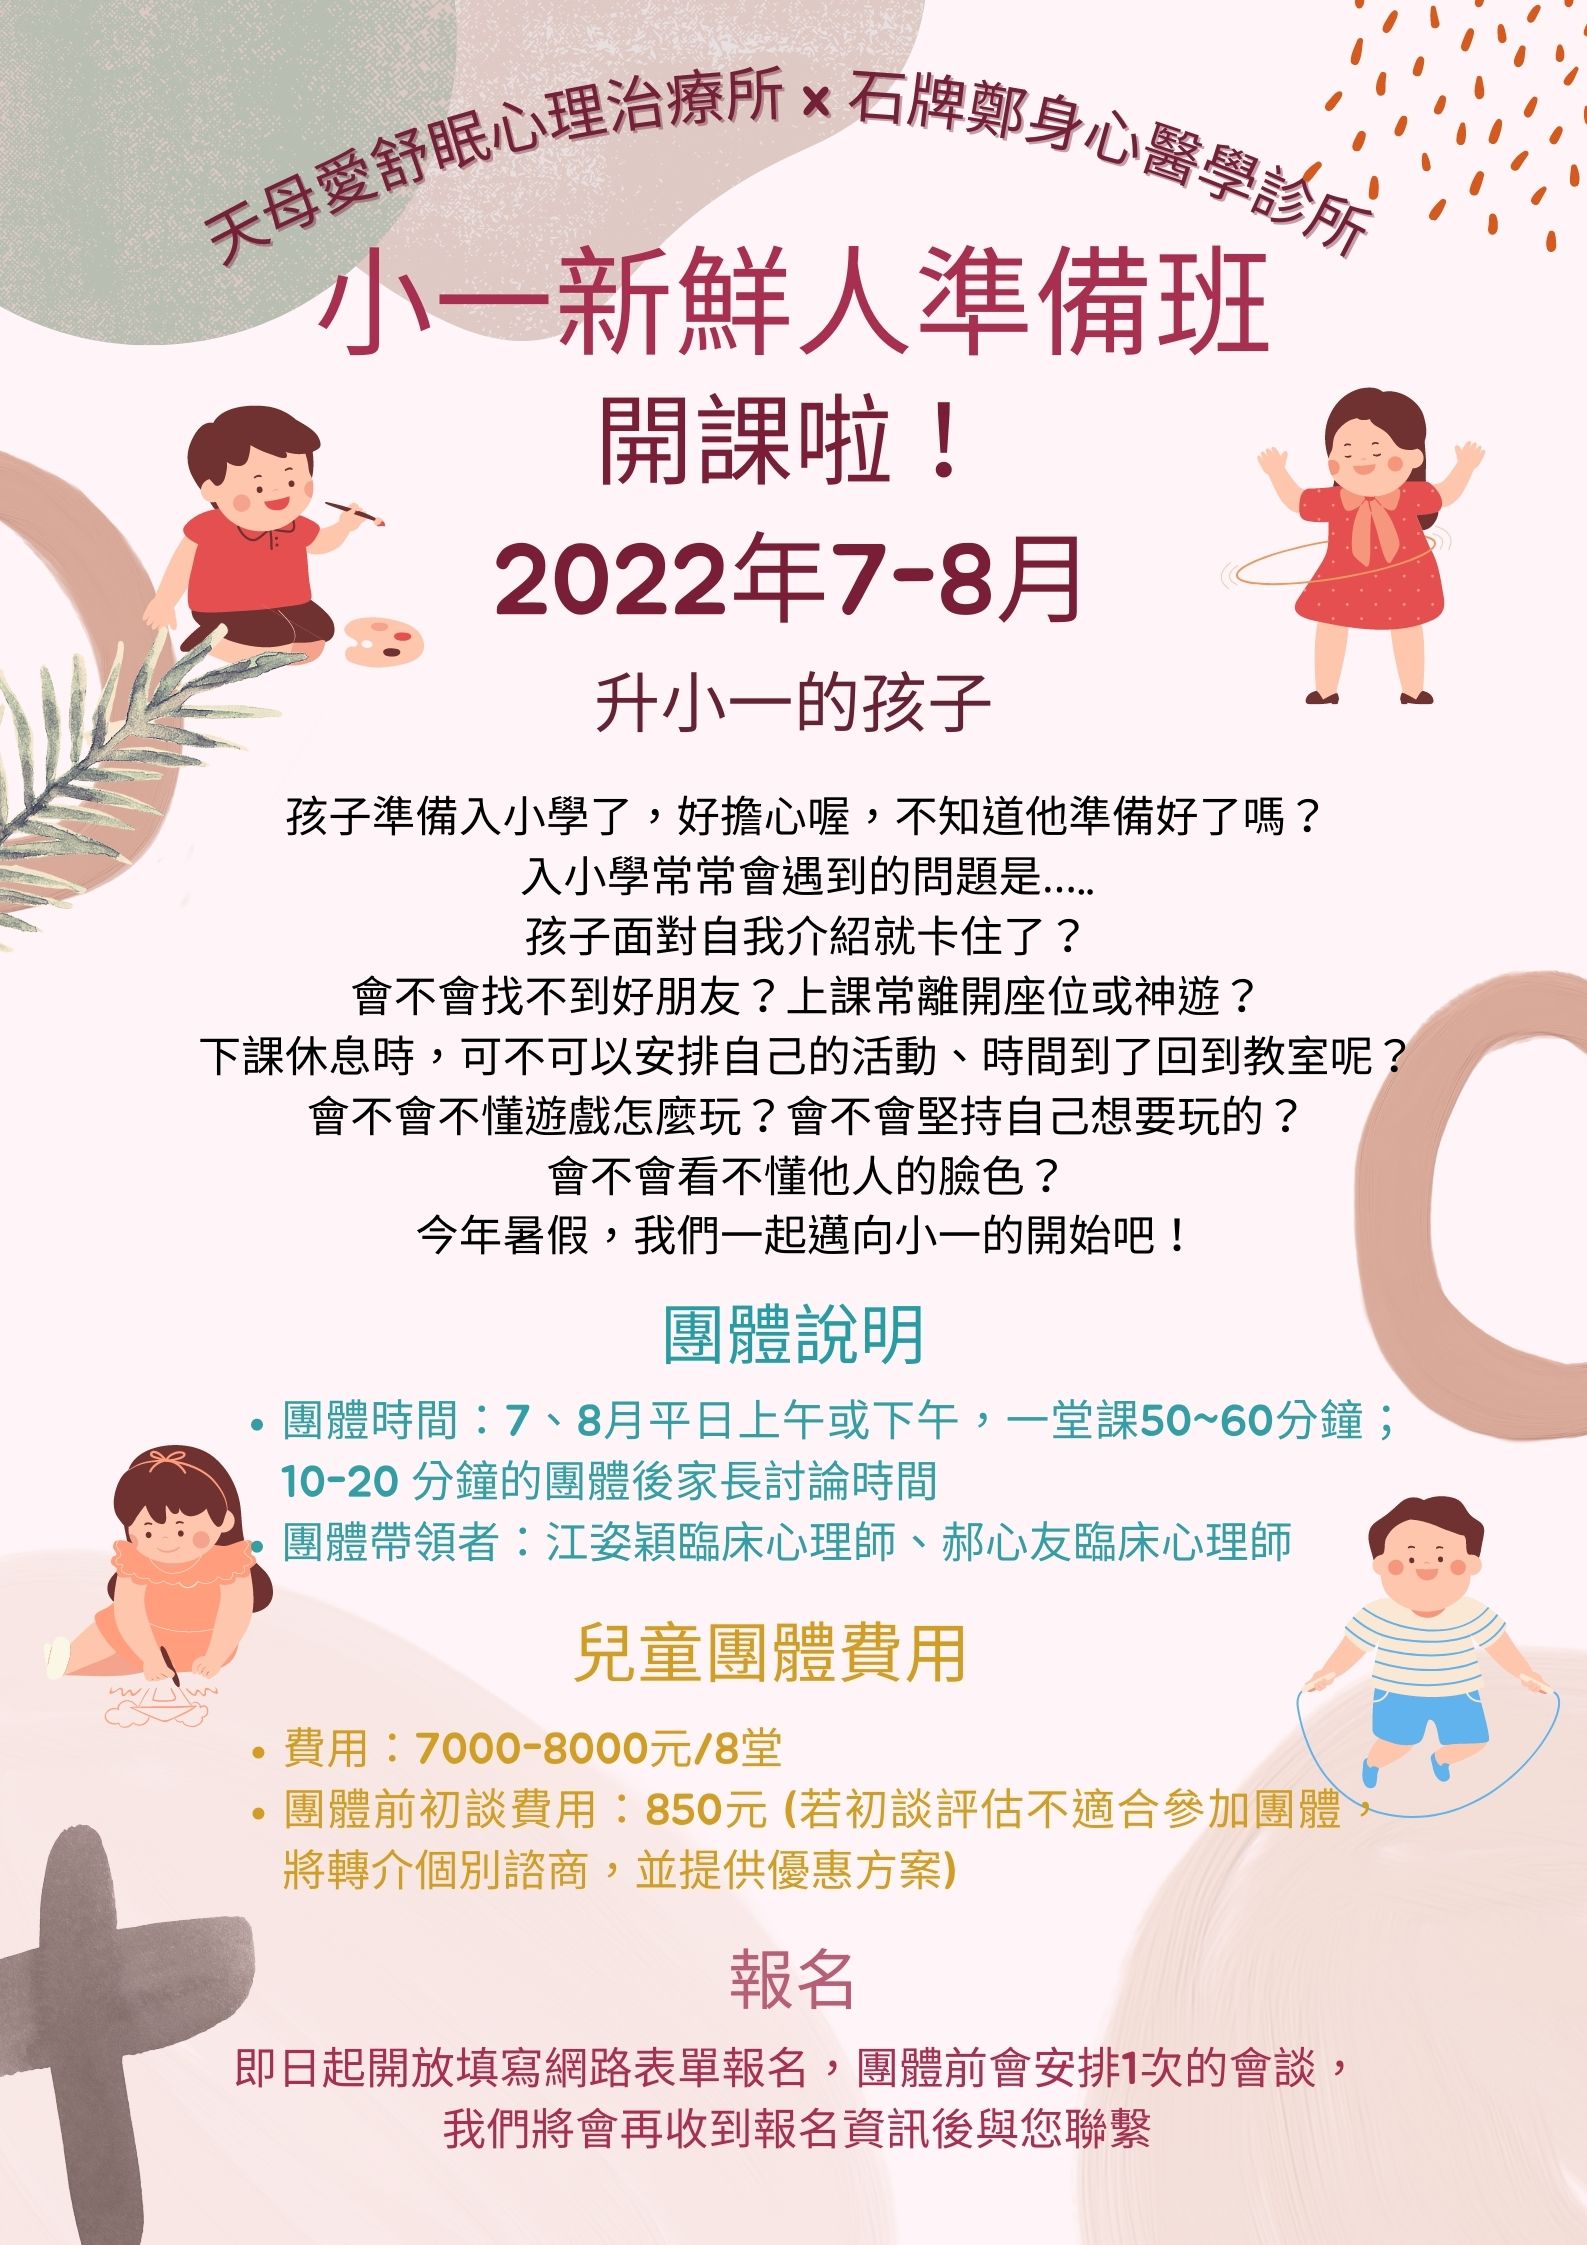 天母愛舒眠心理治療所 x 石牌鄭身心醫學診所
小一新鮮人準備班
開課啦！
2022年7-8月
升小一的孩子
孩子準備入小學了，好擔心喔，不知道他準備好了嗎？
入小學常常會遇到的問題是.....
孩子面對自我介紹就卡住了？
會不會找不到好朋友？上課常離開座位或神遊？
下課休息時，可不可以安排自己的活動、時間到了回到教室呢？
會不會不懂遊戲怎麼玩？會不會堅持自己想要玩的？
會不會看不懂他人的臉色？
今年暑假，我們一起邁向小一的開始吧！
團體說明
• 團體時間：7、8月平日上午或下午，一堂課50~60分鐘；
10-20 分鐘的團體後家長討論時間
• 團體帶領者：江姿穎臨床心理師、郝心友臨床心理師
兒童團體費用
• 費用：7000-8000元/8堂
• 團體前初談費用：850元 (若初談評估不適合參加團體，
將轉介個別諮商，並提供優惠方案)
報名
即日起開放填寫網路表單報名，團體前會安排1次的會談，
我們將會再收到報名資訊後與您聯繫